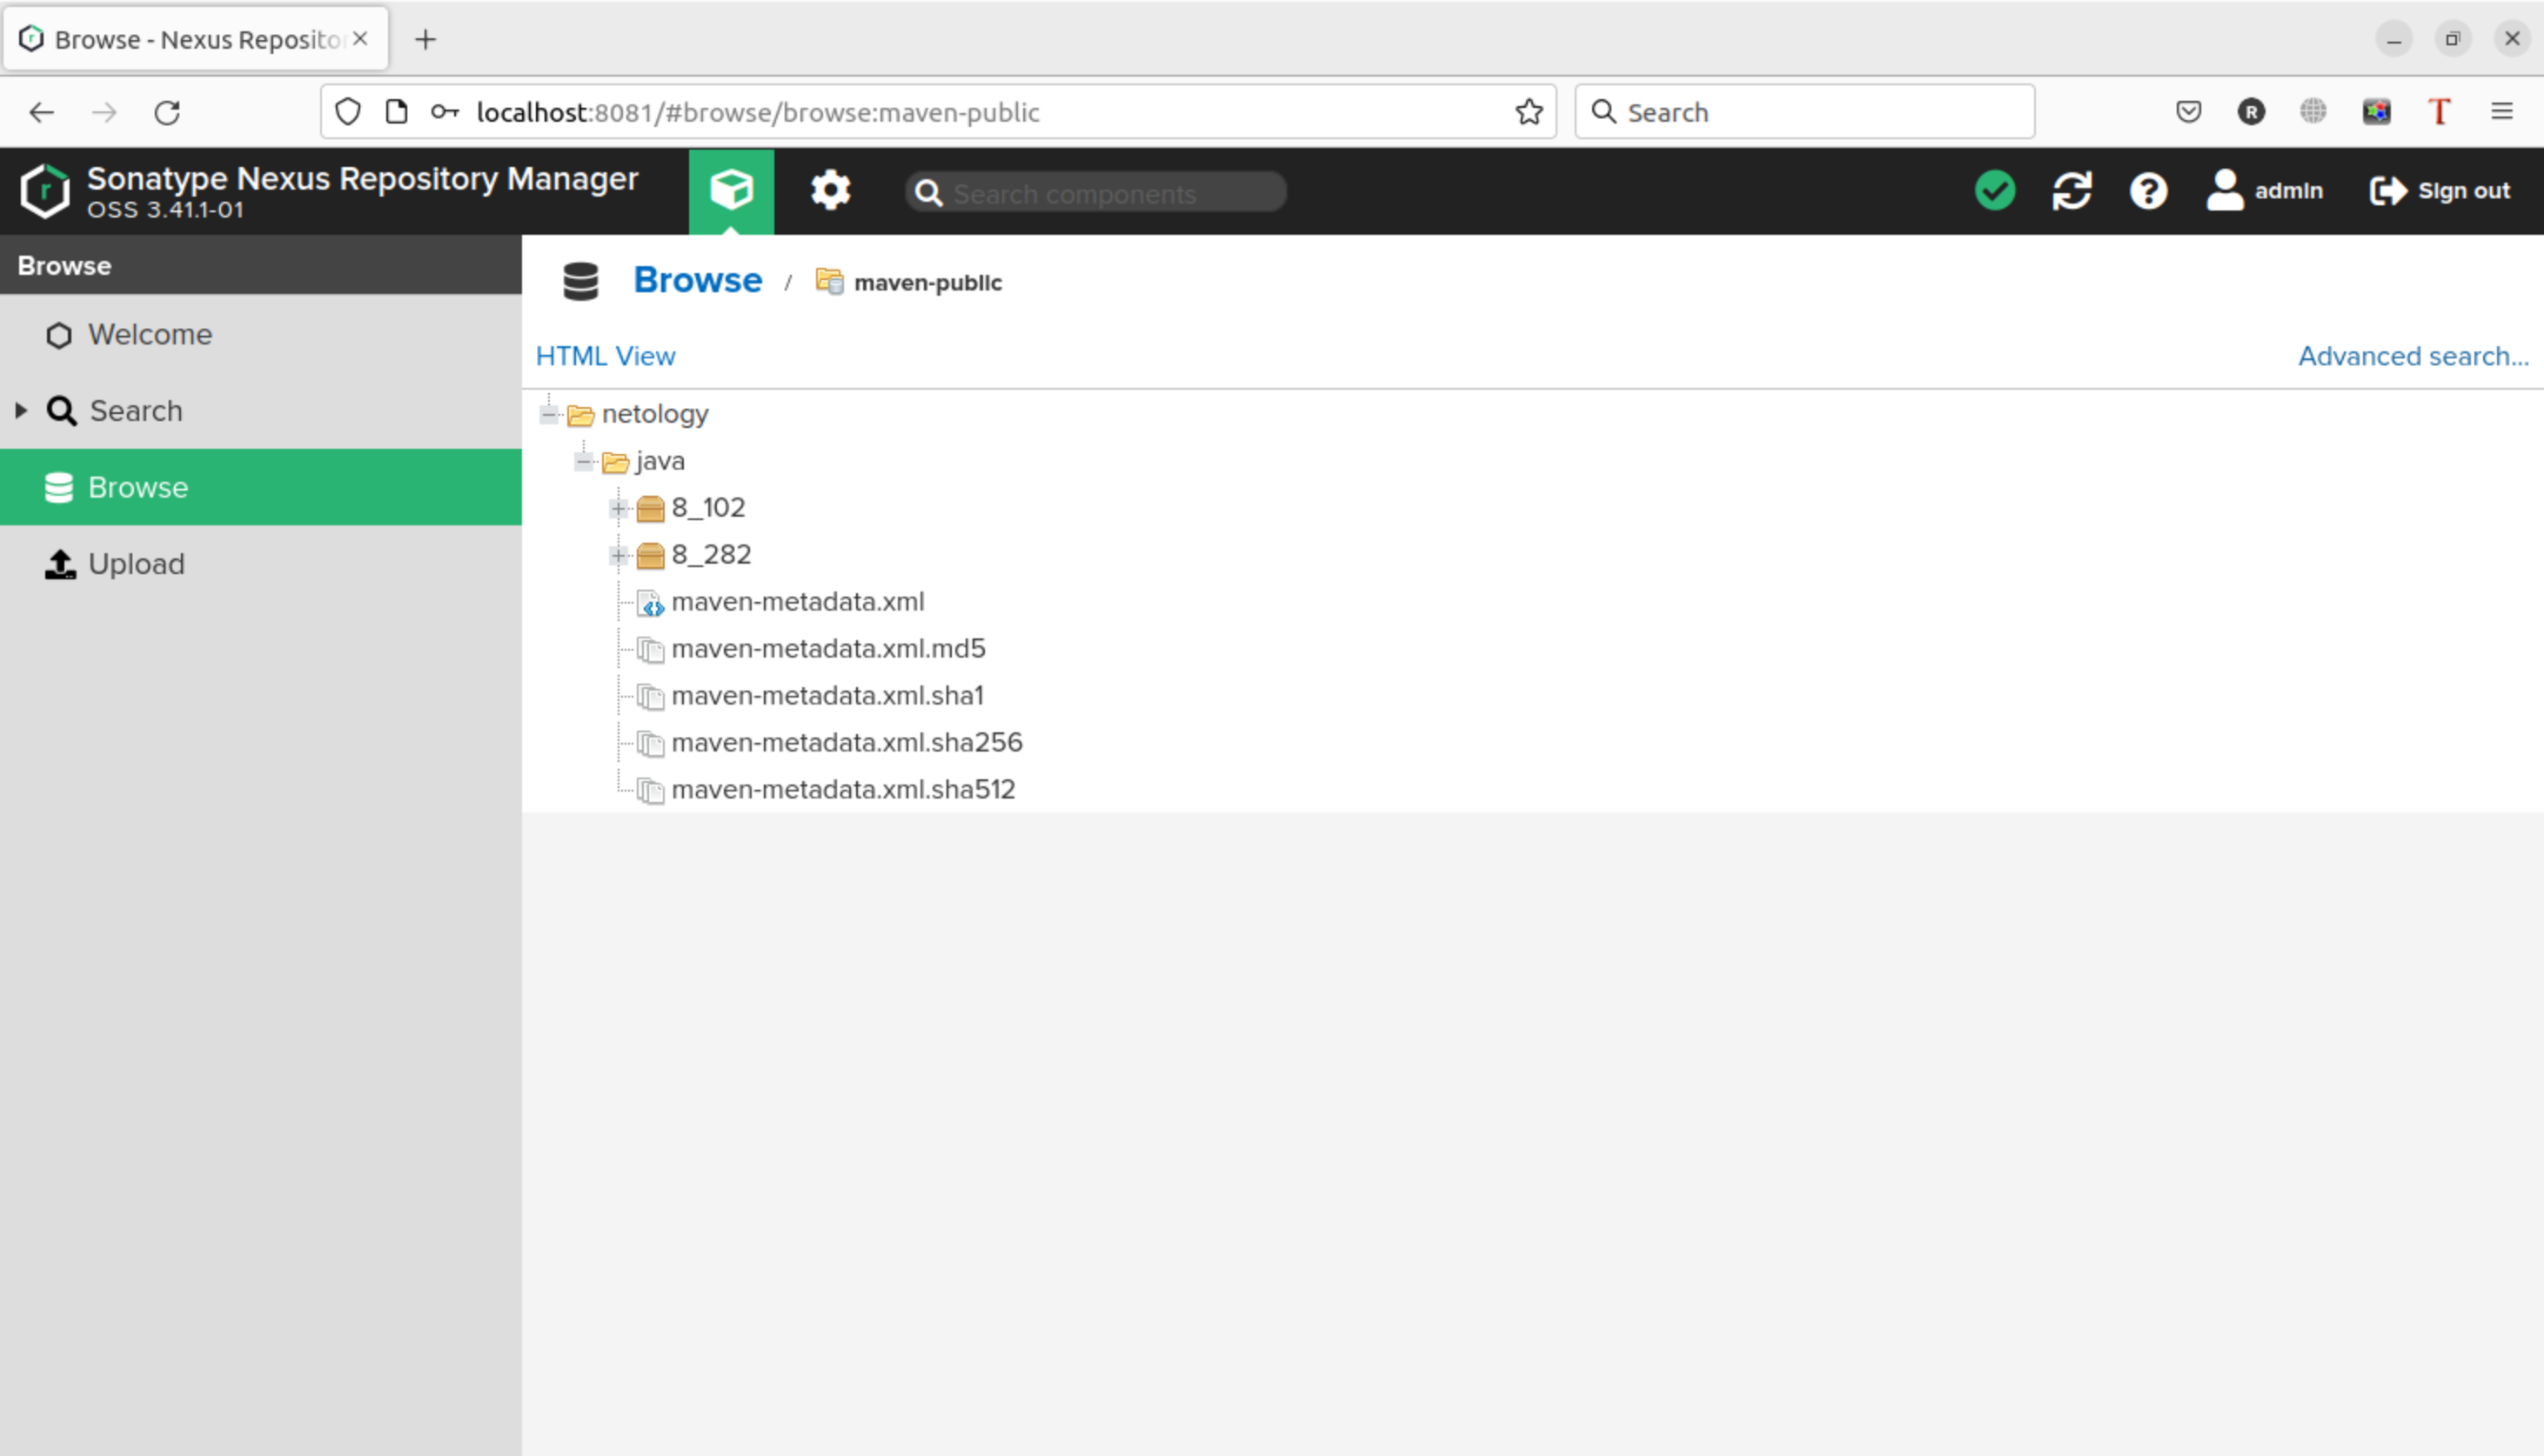 Browse - Nexus Reposito
localhost:8081/#browse/browse:maven-public
Search
R
T
Sonatype Nexus Repository Manager
OSS 3.41.1-01
Search components
admin
Sign out
Browse
Welcome
Search
Browse
Upload
Browse / maven-public
HTML View
Advanced search...
netology
java
8_102
8_282
maven-metadata.xml
maven-metadata.xml.md5
maven-metadata.xml.sha1
maven-metadata.xml.sha256
maven-metadata.xml.sha512